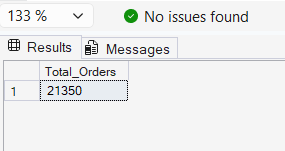 133 %
No issues found
Results
Messages
Total_Orders
1
21350